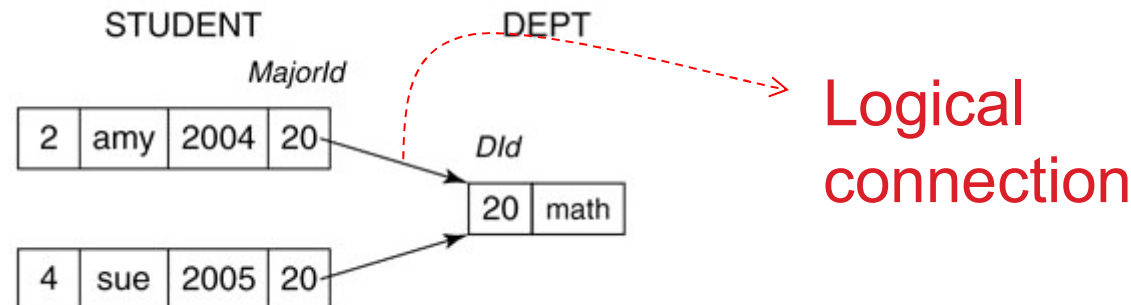 STUDENT DEPT
MajorId
2 amy 2004 20
DId
20 math
4 sue 2005 20
Logical
connection